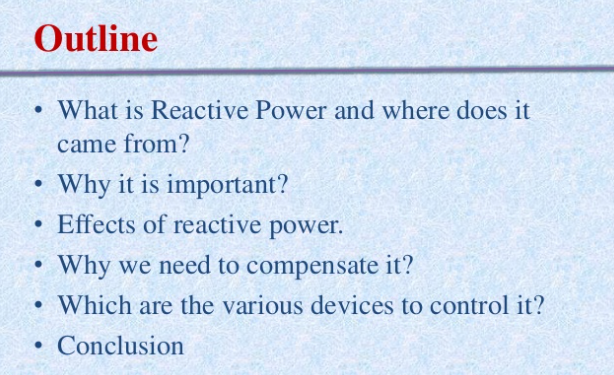 Outline
• What is Reactive Power and where does it
came from?
• Why it is important?
• Effects of reactive power.
• Why we need to compensate it?
• Which are the various devices to control it?
• Conclusion